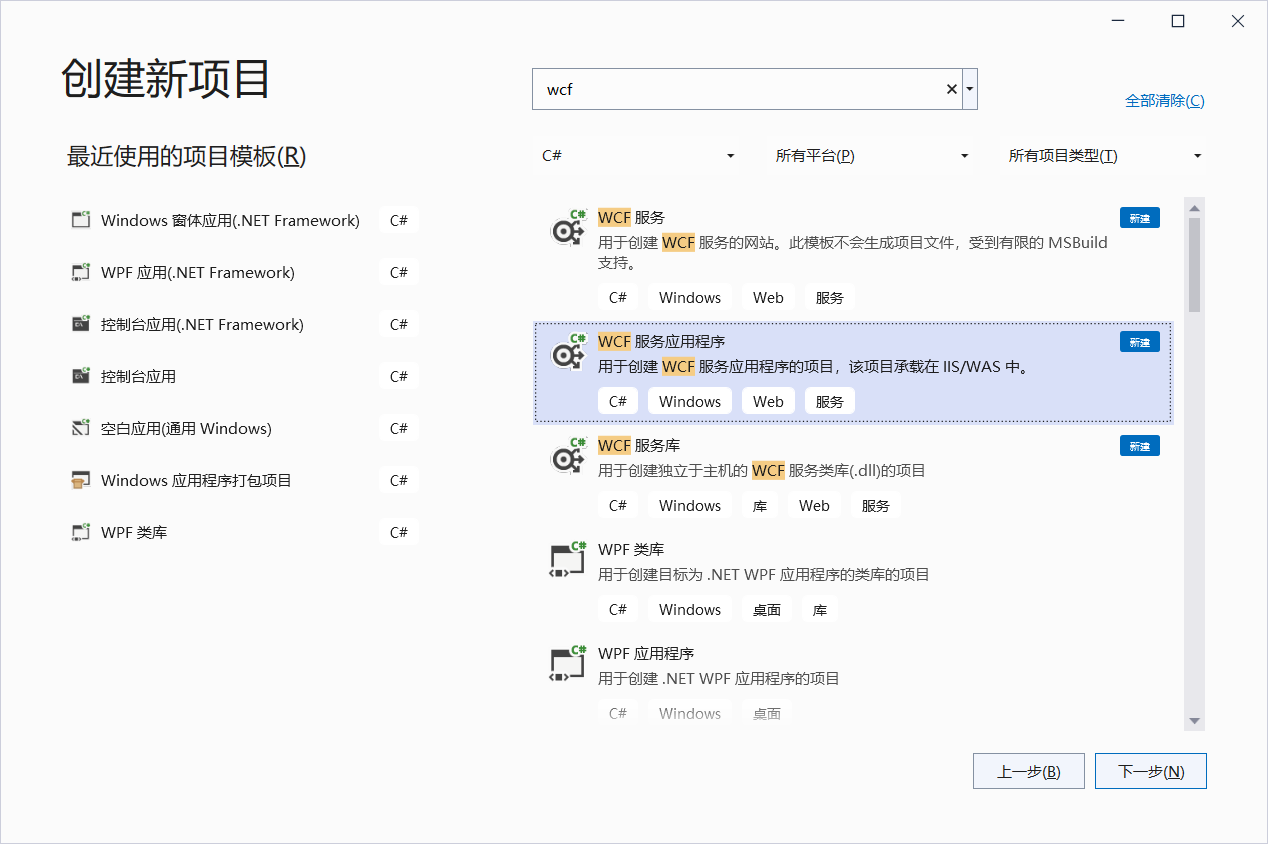 创建新项目
最近使用的项目模板(R)
Windows 窗体应用(.NET Framework) C#
WPF 应用(.NET Framework) C#
控制台应用(.NET Framework) C#
控制台应用 C#
空白应用(通用 Windows) C#
Windows 应用程序打包项目 C#
WPF 类库 C#
wcf
全部清除(C)
C# 所有平台(P) 所有项目类型(T)
WCF 服务 新建
用于创建 WCF 服务的网站。此模板不会生成项目文件，受到有限的 MSBuild
支持。
C# Windows Web 服务
WCF 服务应用程序 新建
用于创建 WCF 服务应用程序的项目，该项目承载在 IIS/WAS 中。
C# Windows Web 服务
WCF 服务库 新建
用于创建独立于主机的 WCF 服务类库(.dll)的项目
C# Windows 库 Web 服务
WPF 类库
用于创建目标为 .NET WPF 应用程序的类库的项目
C# Windows 桌面 库
WPF 应用程序
用于创建 .NET WPF 应用程序的项目
C# Windows 桌面
上一步(B) 下一步(N)